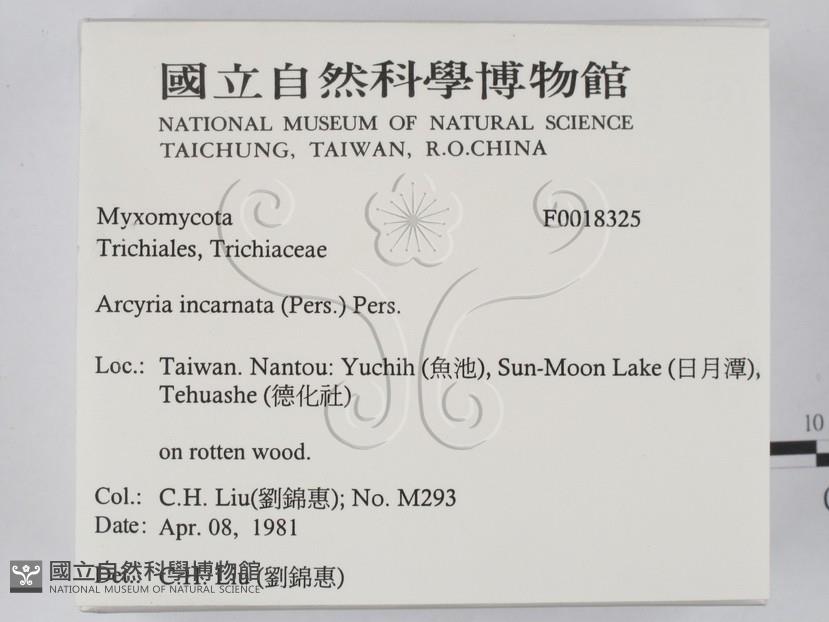 國立自然科學博物館
NATIONAL MUSEUM OF NATURAL SCIENCE
TAICHUNG, TAIWAN, R.O.CHINA
Myxomycota F0018325
Trichiales, Trichiaceae
Arcyria incarnata (Pers.) Pers.
Loc.: Taiwan. Nantou: Yuchih (魚池), Sun-Moon Lake (日月潭),
Tehuashe (德化社)
on rotten wood.
Col.: C.H. Liu(劉錦惠); No. M293
Date: Apr. 08, 1981
Det.: C.H. Liu (劉錦惠)
國立自然科學博物館
NATIONAL MUSEUM OF NATURAL SCIENCE
10